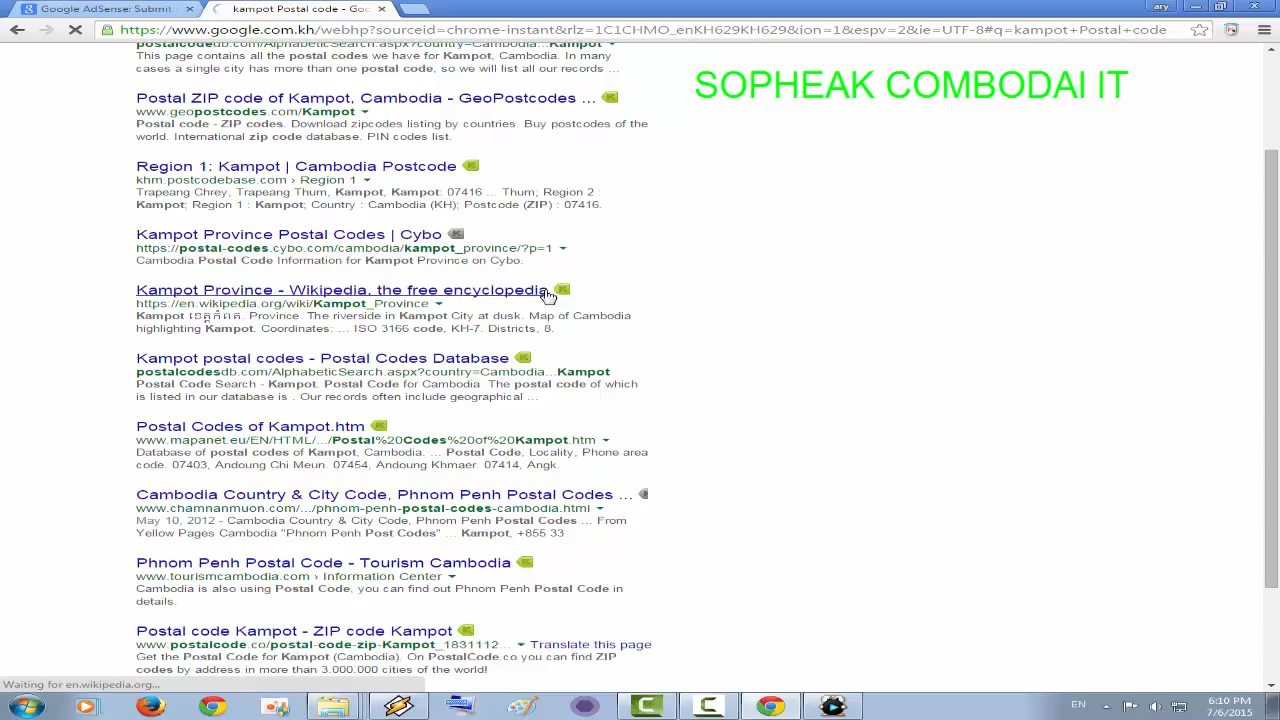 Google AdSense: Submit
kampot Postal code - Goo
ary
https://www.google.com.kh/webhp?sourceid=chrome-instant&rlz=1C1CHMO_enKH629KH629&ion=1&espv=2&ie=UTF-8#q=kampot+Postal+code
postalcodedb.com/AlphabeticSearch.aspx?country=Cambodia...Kampot
This page contains all the postal codes we have for Kampot, Cambodia. In many
cases a single city has more than one postal code, so we will list all our records ...
SOPHEAK COMBODAI IT
Postal ZIP code of Kampot, Cambodia - GeoPostcodes ...
www.geopostcodes.com/Kampot
Postal code - ZIP codes. Download zipcodes listing by countries. Buy postcodes of the
world. International zip code database. PIN codes list.
Region 1: Kampot | Cambodia Postcode
khm.postcodebase.com › Region 1
Trapeang Chrey, Trapeang Thum, Kampot, Kampot: 07416 ... Thum; Region 2 :
Kampot; Region 1 : Kampot; Country : Cambodia (KH); Postcode (ZIP) : 07416.
Kampot Province Postal Codes | Cybo
https://postal-codes.cybo.com/cambodia/kampot_province/?p=1
Cambodia Postal Code Information for Kampot Province on Cybo.
Kampot Province - Wikipedia, the free encyclopedia
https://en.wikipedia.org/wiki/Kampot_Province
Kampot ខេត្តកំពត. Province. The riverside in Kampot City at dusk. Map of Cambodia
highlighting Kampot. Coordinates: ... ISO 3166 code, KH-7. Districts, 8.
Kampot postal codes - Postal Codes Database
postalcodesdb.com/AlphabeticSearch.aspx?country=Cambodia...Kampot
Postal Code Search - Kampot. Postal Code for Cambodia The postal code of which
is listed in our database is . Our records often include geographical ...
Postal Codes of Kampot.htm
www.mapanet.eu/EN/HTML/.../Postal%20Codes%20of%20Kampot.htm
Database of postal codes of Kampot, Cambodia. ... Postal Code, Locality, Phone area
code. 07403, Andoung Chi Meun. 07454, Andoung Khmaer. 07414, Angk.
Cambodia Country & City Code, Phnom Penh Postal Codes ...
www.chamnanmuon.com/.../phnom-penh-postal-codes-cambodia.html
May 10, 2012 - Cambodia Country & City Code, Phnom Penh Postal Codes ... From
Yellow Pages Cambodia "Phnom Penh Post Codes" ... Kampot, +855 33
Phnom Penh Postal Code - Tourism Cambodia
www.tourismcambodia.com › Information Center
Cambodia is also using Postal Code, you can find out Phnom Penh Postal Code in
details.
Postal code Kampot - ZIP code Kampot
www.postalcode.co/postal-code-zip-Kampot_1831112... Translate this page
Get the Postal Code for Kampot (Cambodia). On PostalCode.co you can find ZIP
codes by address in more than 3.000.000 cities of the world!
Waiting for en.wikipedia.org...
EN
6:10 PM
7/6/2015